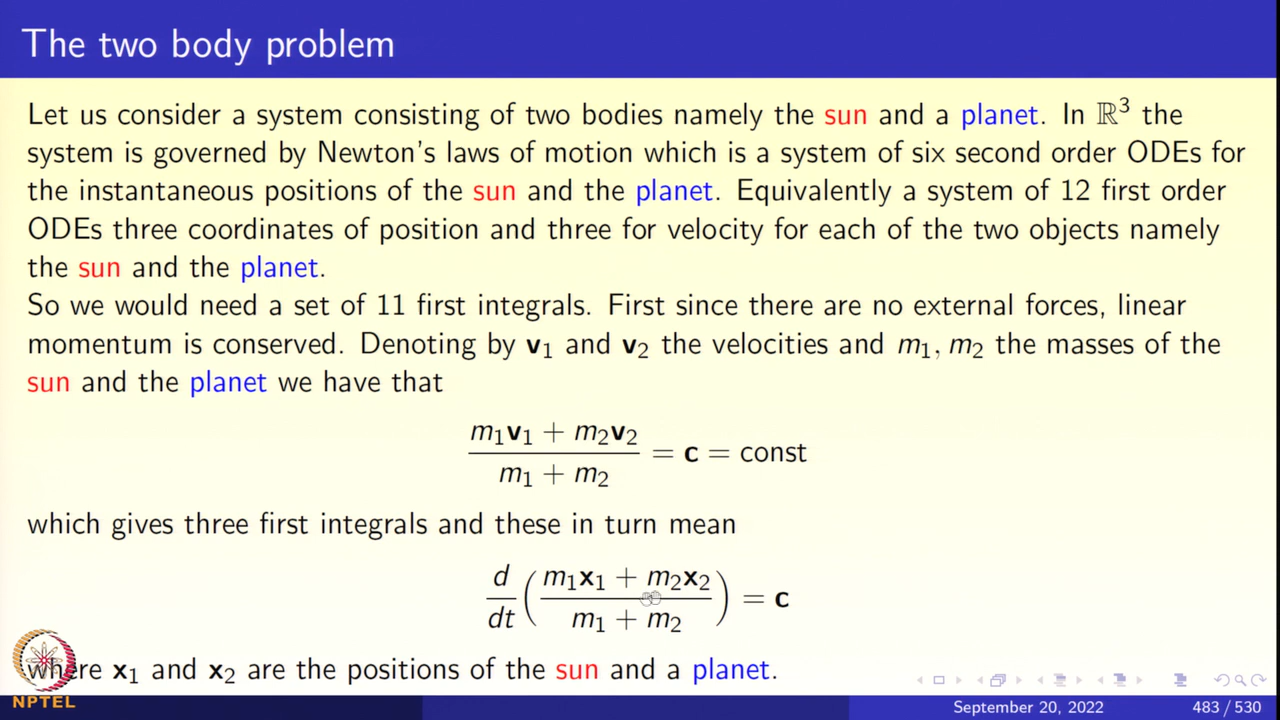 The two body problem
Let us consider a system consisting of two bodies namely the sun and a planet. In ℝ³ the
system is governed by Newton's laws of motion which is a system of six second order ODEs for
the instantaneous positions of the sun and the planet. Equivalently a system of 12 first order
ODEs three coordinates of position and three for velocity for each of the two objects namely
the sun and the planet.
So we would need a set of 11 first integrals. First since there are no external forces, linear
momentum is conserved. Denoting by v₁ and v₂ the velocities and m₁, m₂ the masses of the
sun and the planet we have that
(m₁v₁ + m₂v₂)/(m₁ + m₂) = c = const
which gives three first integrals and these in turn mean
d/dt((m₁x₁ + m₂x₂)/(m₁ + m₂)) = c
where x₁ and x₂ are the positions of the sun and a planet.
NPTEL
September 20, 2022 483 / 530